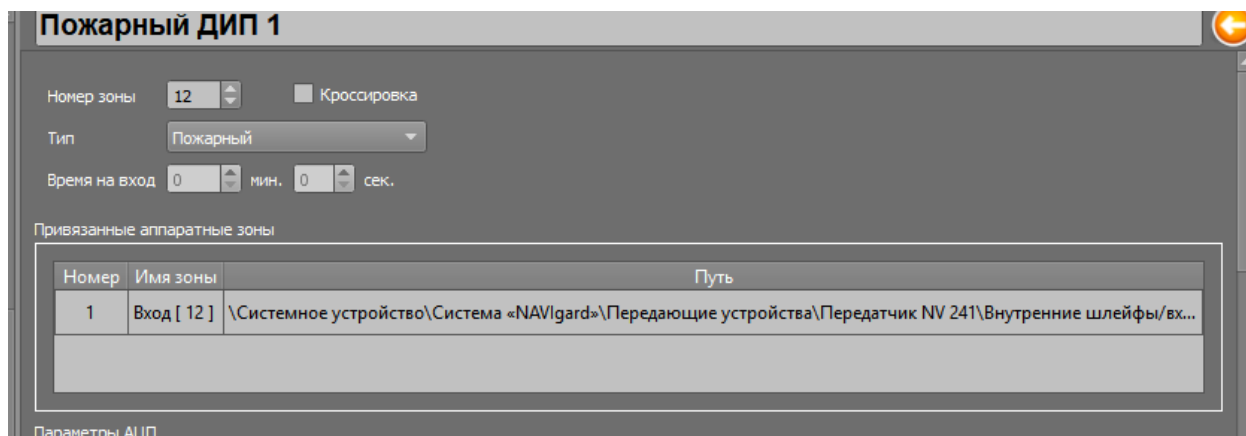 Пожарный ДИП 1
Номер зоны 12 Кроссировка
Тип Пожарный
Время на вход 0 мин. 0 сек.
Привязанные аппаратные зоны
Номер Имя зоны Путь
1 Вход [ 12 ] \Системное устройство\Система «NAVIgard»\Передающие устройства\Передатчик NV 241\Внутренние шлейфы/вх...
Параметры АЦП